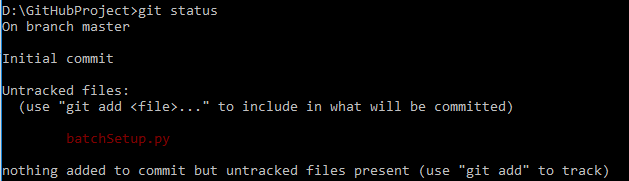 D:\GitHubProject>git status
On branch master
Initial commit
Untracked files:
(use "git add <file>..." to include in what will be committed)
batchSetup.py
nothing added to commit but untracked files present (use "git add" to track)